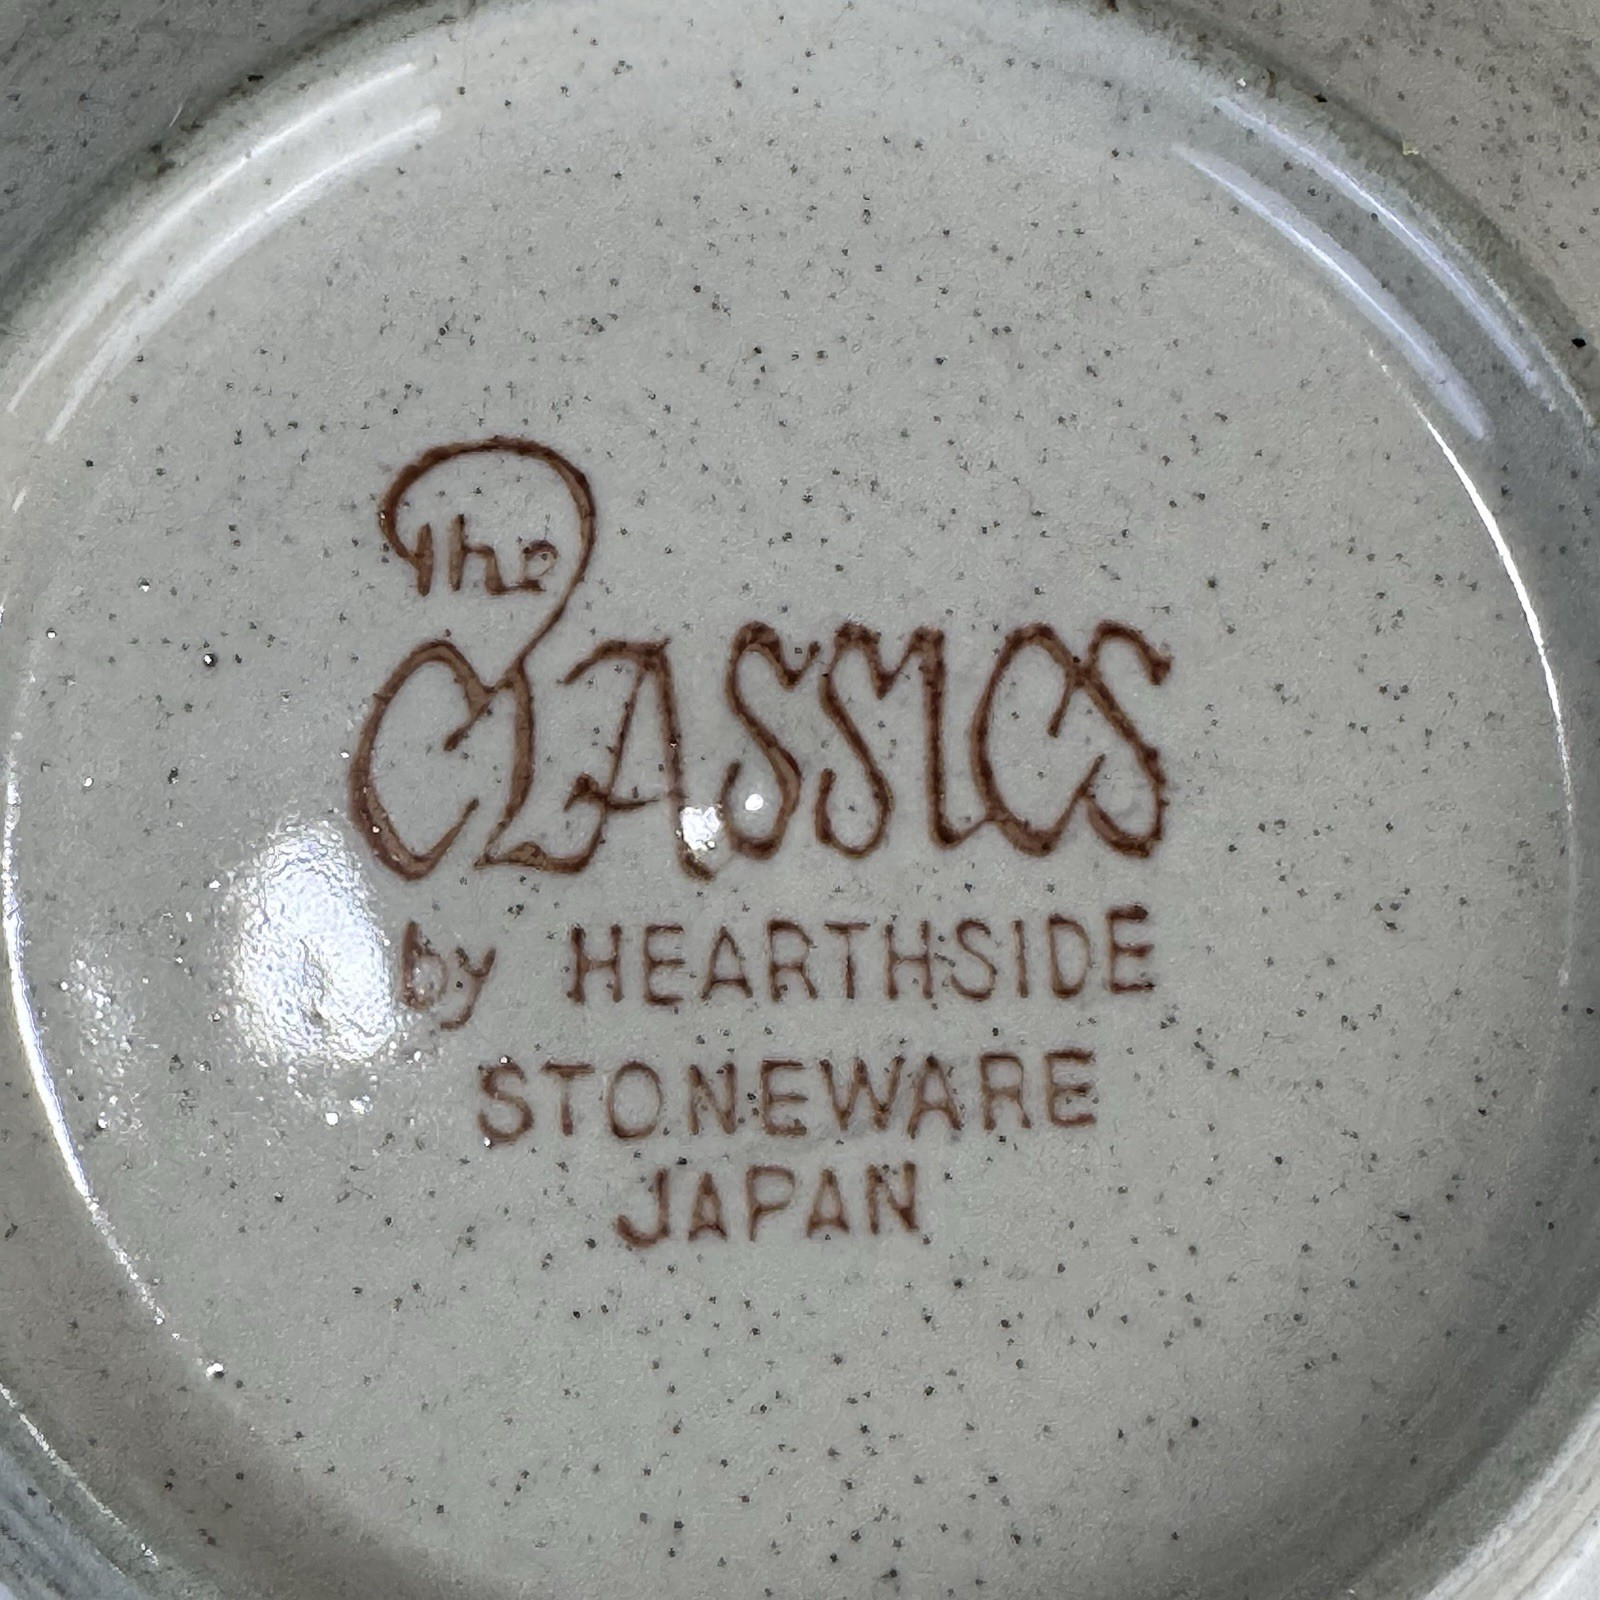 The
CLASSICS
by HEARTHSIDE
STONEWARE
JAPAN